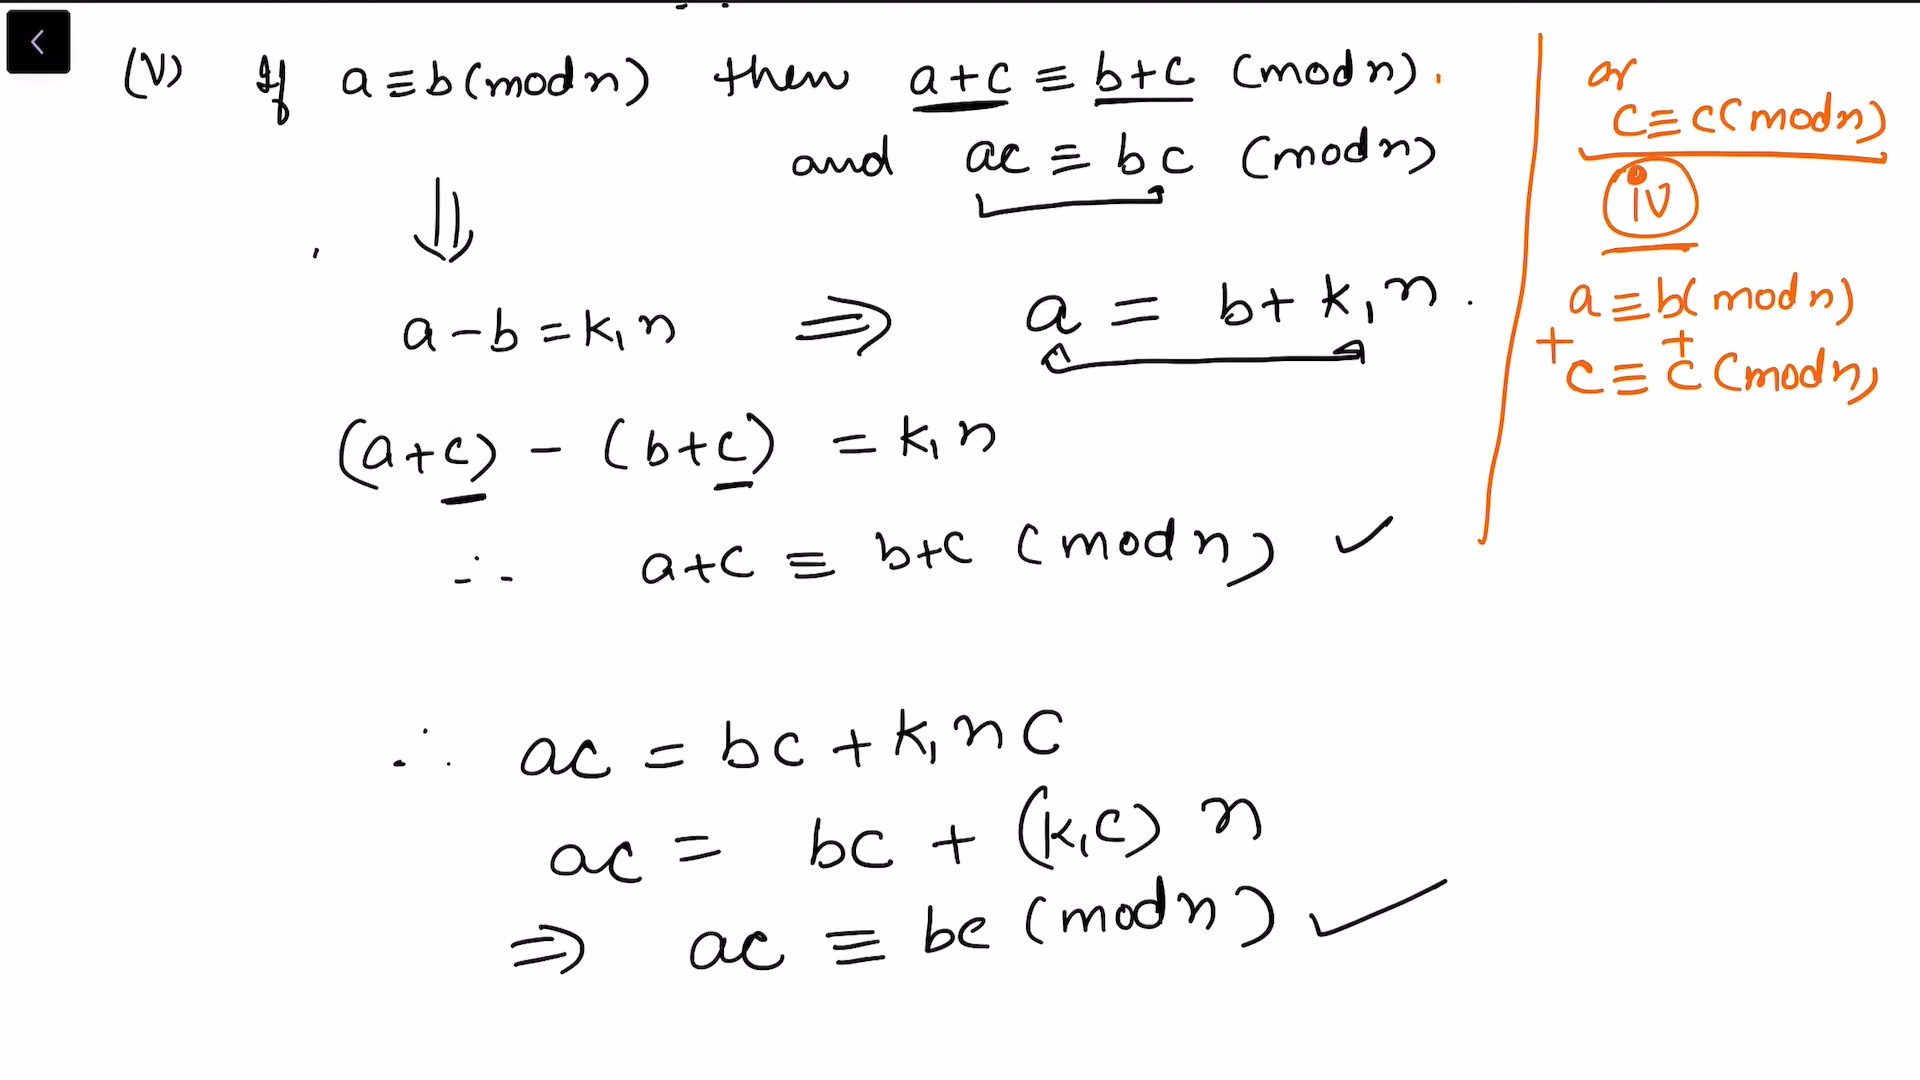 (V) If a ≡ b (mod n) then a+c ≡ b+c (mod n).
and ac ≡ bc (mod n)
⇓
a - b = k₁n ⇒ a = b + k₁n.
(a+c) - (b+c) = k₁n
∴ a+c ≡ b+c (mod n) ✓
∴ ac = bc + k₁nc
ac = bc + (k₁c) n
⇒ ac ≡ bc (mod n) ✓
or
c ≡ c (mod n)
iv
a ≡ b (mod n)
+ +
c ≡ c (mod n)